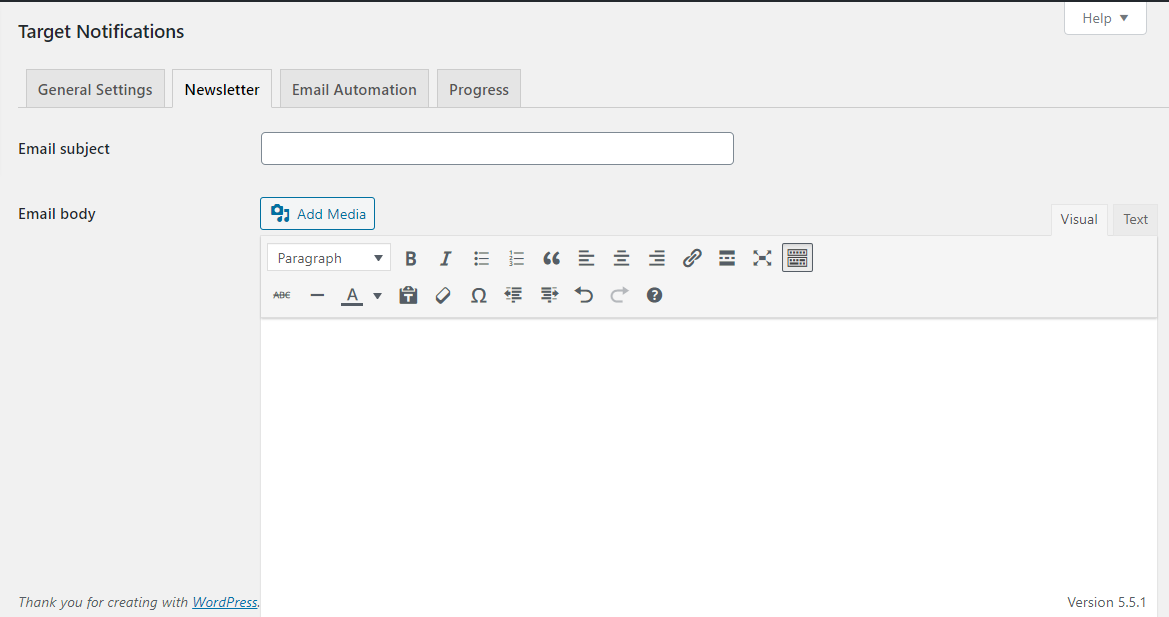 Help
Target Notifications
General Settings Newsletter Email Automation Progress
Email subject
Email body Add Media Visual Text
Paragraph B I
ABC A Ω
Thank you for creating with WordPress. Version 5.5.1